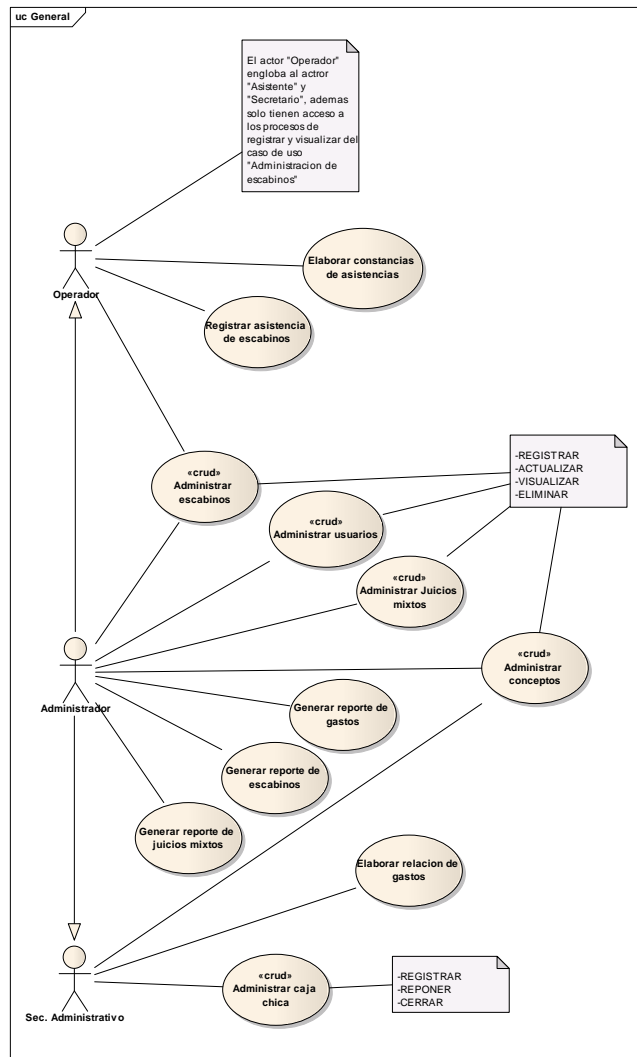 uc General
El actor "Operador"
engloba al actror
"Asistente" y
"Secretario", ademas
solo tienen acceso a
los procesos de
registrar y visualizar del
caso de uso
"Administracion de
escabinos"
Operador
Elaborar constancias
de asistencias
Registrar asistencia
de escabinos
«crud»
Administrar
escabinos
-REGISTRAR
-ACTUALIZAR
-VISUALIZAR
-ELIMINAR
«crud»
Administrar usuarios
«crud»
Administrar Juicios
mixtos
«crud»
Administrar
conceptos
Administrador
Generar reporte de
gastos
Generar reporte de
escabinos
Generar reporte de
juicios mixtos
Elaborar relacion de
gastos
Sec. Administrativo
«crud»
Administrar caja
chica
-REGISTRAR
-REPONER
-CERRAR